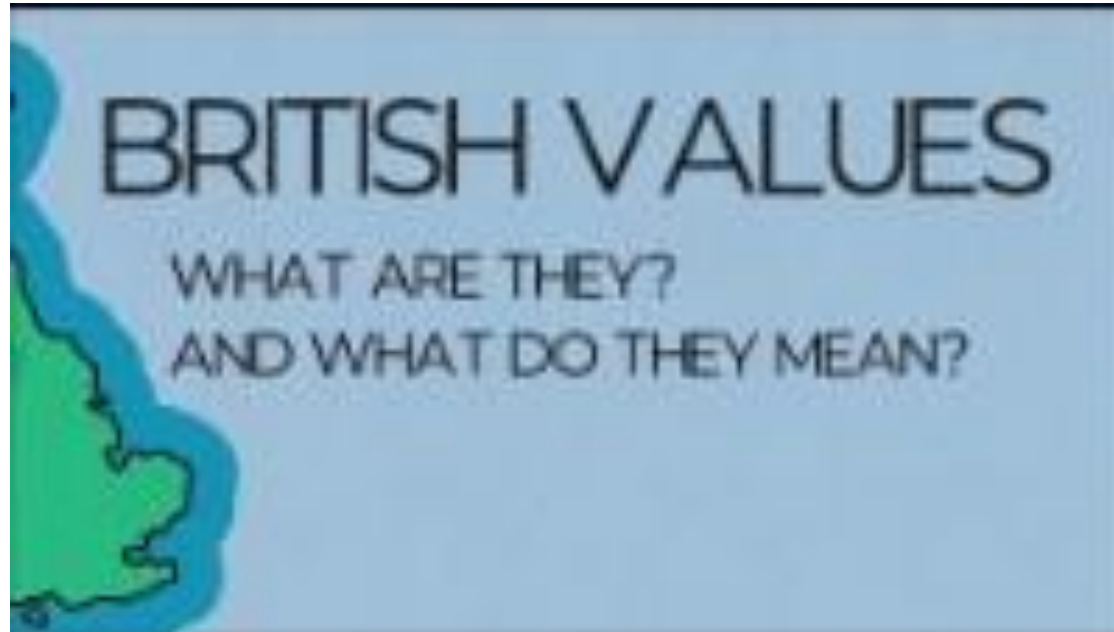 BRITISH VALUES
WHAT ARE THEY?
AND WHAT DO THEY MEAN?